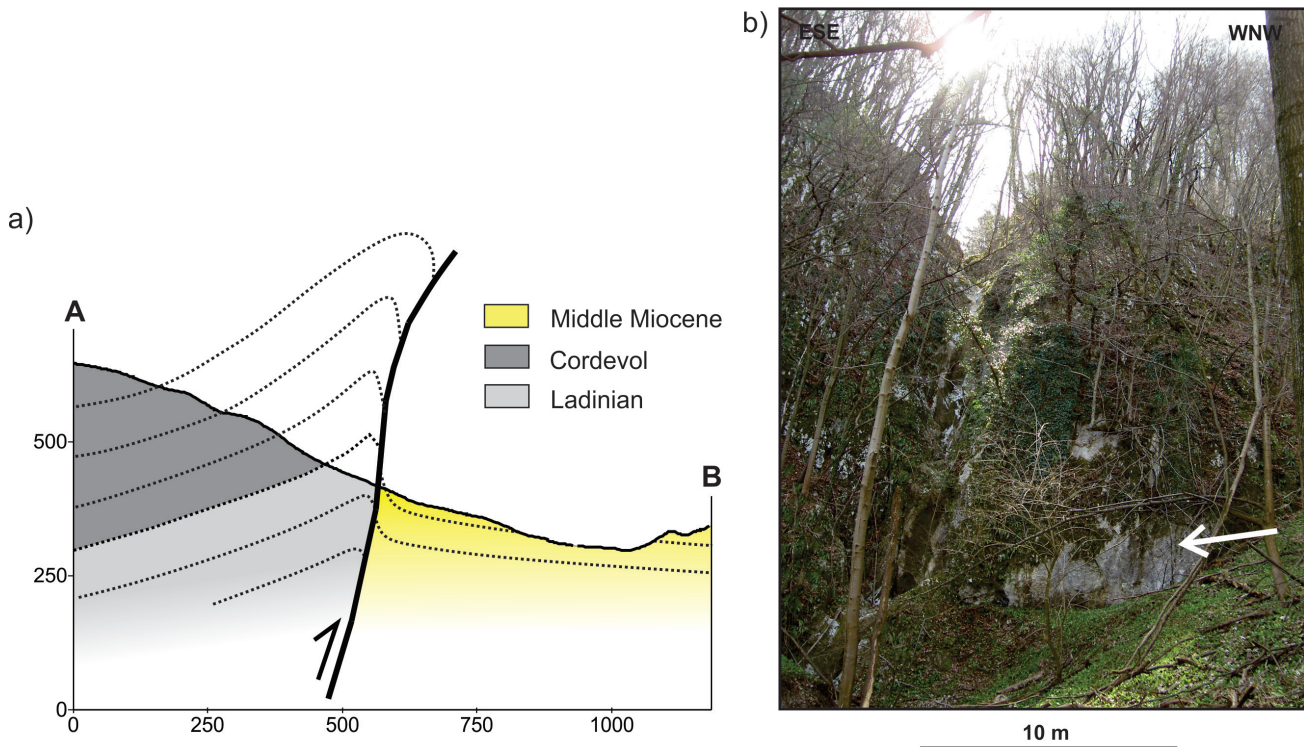 a)
A
B
Middle Miocene
Cordevol
Ladinian
500
250
0
0
250
500
750
1000
b)
ESE
WNW
10 m